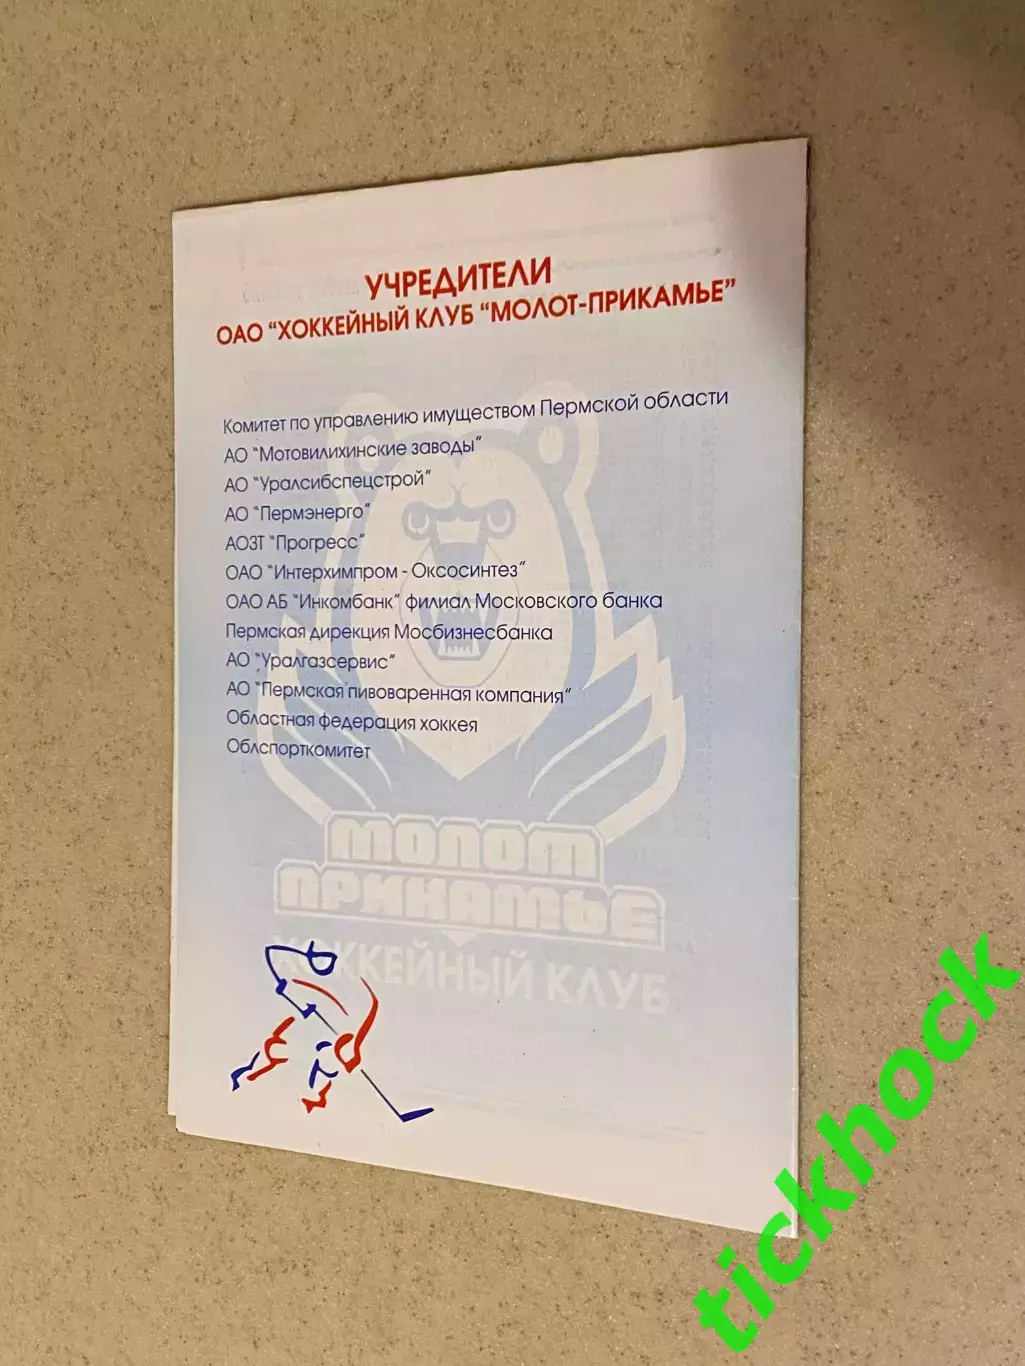 УЧРЕДИТЕЛИ
ОАО “ХОККЕЙНЫЙ КЛУБ “МОЛОТ-ПРИКАМЬЕ”
Комитет по управлению имуществом Пермской области
АО “Мотовилихинские заводы”
АО “Уралсибспецстрой”
АО “Пермэнерго”
АОЗТ “Прогресс”
ОАО “Интерхимпром - Оксосинтез”
ОАО АБ “Инкомбанк” филиал Московского банка
Пермская дирекция Мосбизнесбанка
АО “Уралгазсервис”
АО “Пермская пивоваренная компания”
Областная федерация хоккея
Облспорткомитет
МОЛОТ
ПРИКАМЬЕ
ХОККЕЙНЫЙ КЛУБ
tickhock